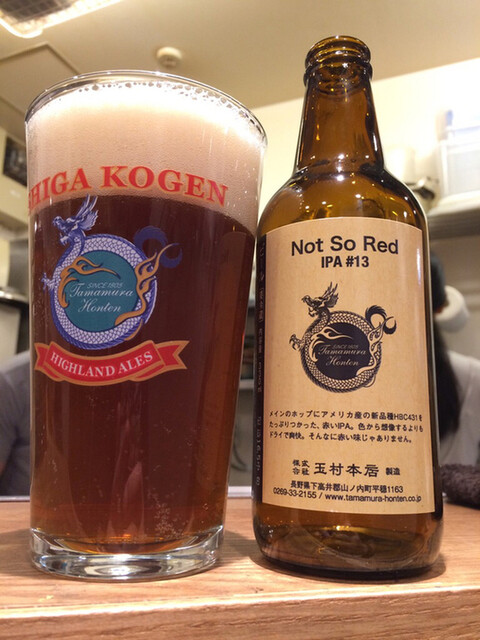 SHIGA KOGEN
SINCE 1805
Tamamura
Honten
HIGHLAND ALES
Not So Red
IPA #13
SINCE 1805
Tamamura
Honten
メインのホップにアメリカ産の新品種HBC431を
たっぷりつかった、赤いIPA。色から想像するよりも
ドライで爽快。そんなに赤い味じゃありません。
株式会社 玉村本店 製造
長野県下高井郡山ノ内町平穏1163
0269-33-2155 / www.tamamura-honten.co.jp